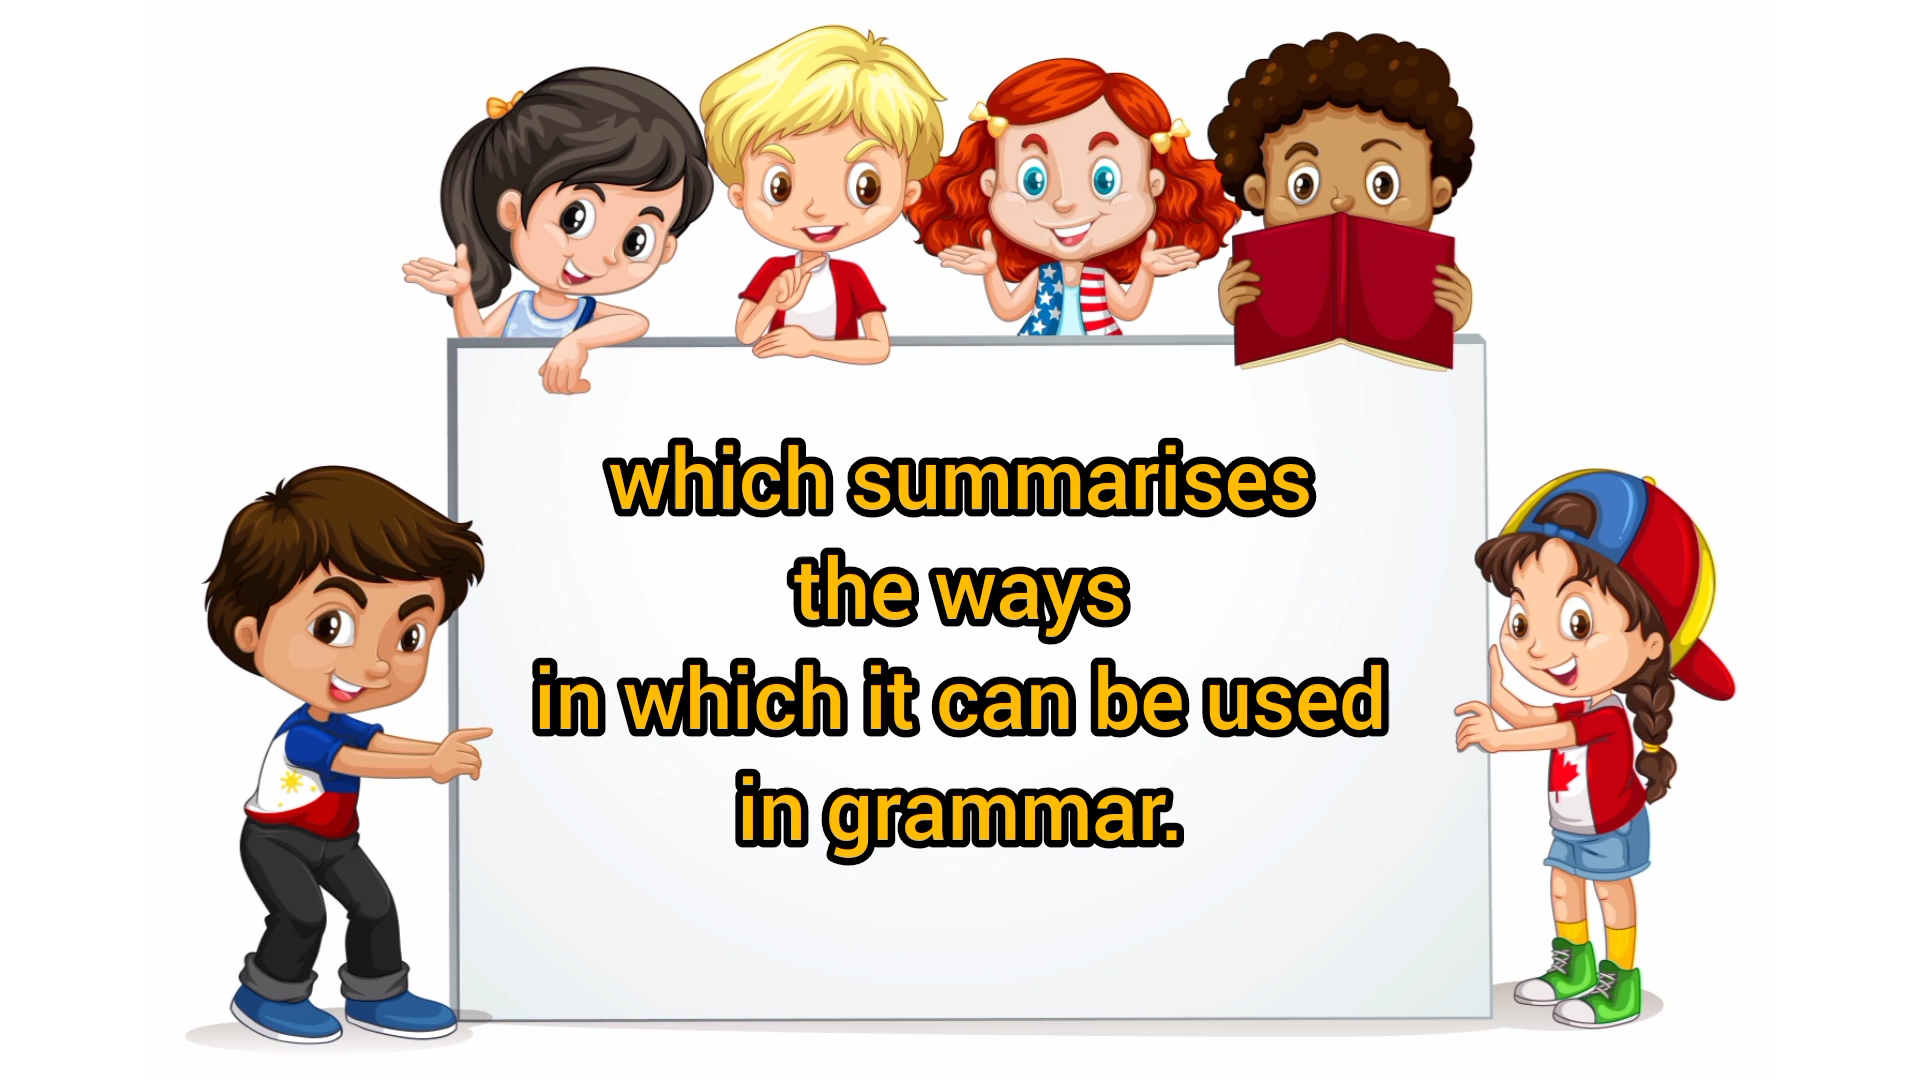 which summarises
the ways
in which it can be used
in grammar.